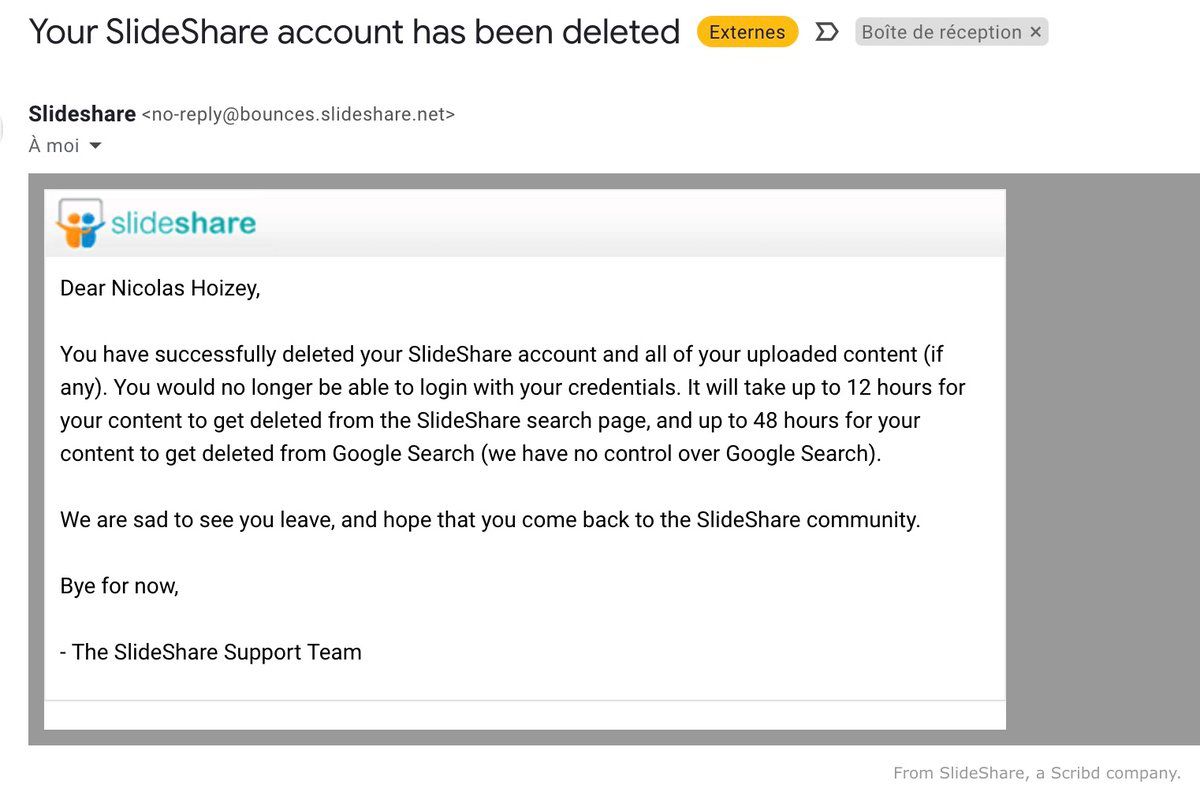 Your SlideShare account has been deleted Externes Boîte de réception ×
Slideshare <no-reply@bounces.slideshare.net>
À moi
slideshare
Dear Nicolas Hoizey,
You have successfully deleted your SlideShare account and all of your uploaded content (if
any). You would no longer be able to login with your credentials. It will take up to 12 hours for
your content to get deleted from the SlideShare search page, and up to 48 hours for your
content to get deleted from Google Search (we have no control over Google Search).
We are sad to see you leave, and hope that you come back to the SlideShare community.
Bye for now,
- The SlideShare Support Team
From SlideShare, a Scribd company.